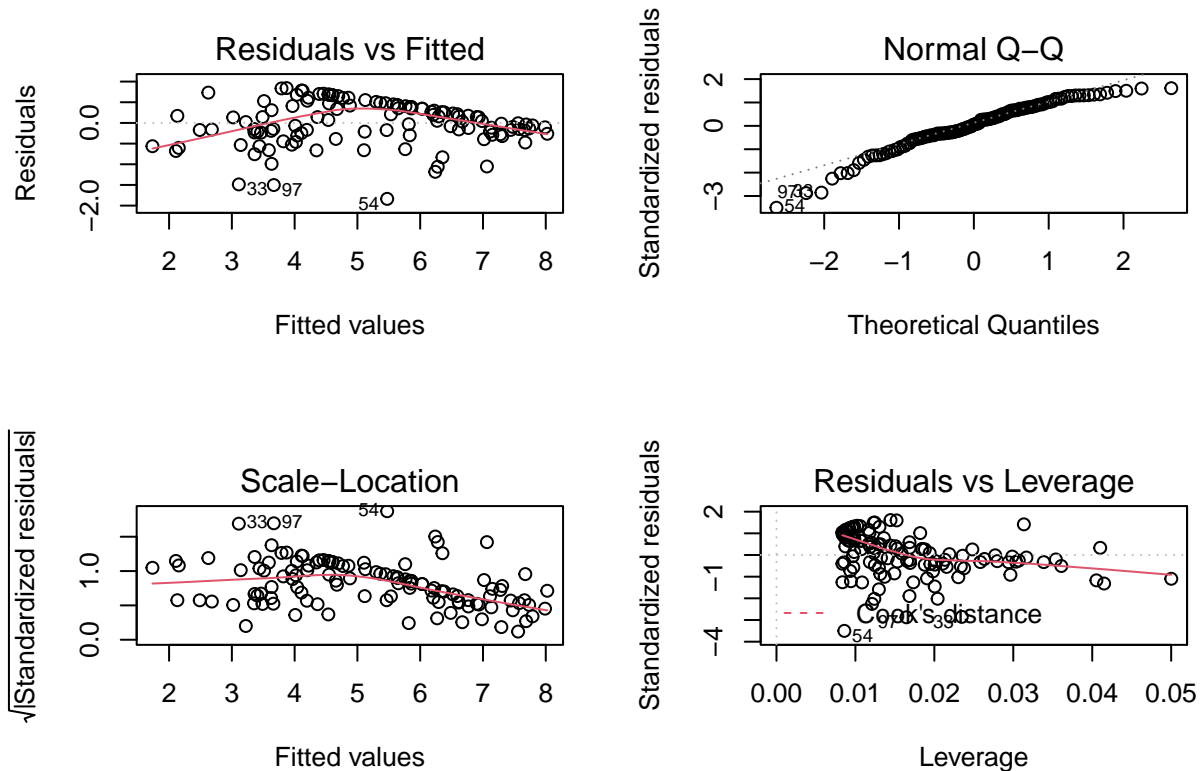 Residuals vs Fitted
Residuals
0.0
−2.0
33
97
54
2 3 4 5 6 7 8
Fitted values
Normal Q−Q
Standardized residuals
2
0
−3
97
33
54
−2 −1 0 1 2
Theoretical Quantiles
Scale−Location
√|Standardized residuals|
1.0
0.0
33
97
54
2 3 4 5 6 7 8
Fitted values
Residuals vs Leverage
Standardized residuals
2
−1
−4
Cook's distance
54
97
33
0.00 0.01 0.02 0.03 0.04 0.05
Leverage